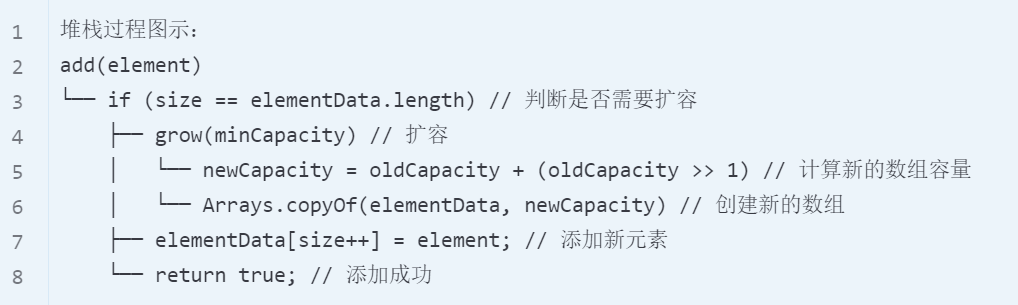 1 堆栈过程图示：
2 add(element)
3 └── if (size == elementData.length) // 判断是否需要扩容
4     ├── grow(minCapacity) // 扩容
5     │   └── newCapacity = oldCapacity + (oldCapacity >> 1) // 计算新的数组容量
6     │   └── Arrays.copyOf(elementData, newCapacity) // 创建新的数组
7     ├── elementData[size++] = element; // 添加新元素
8     └── return true; // 添加成功